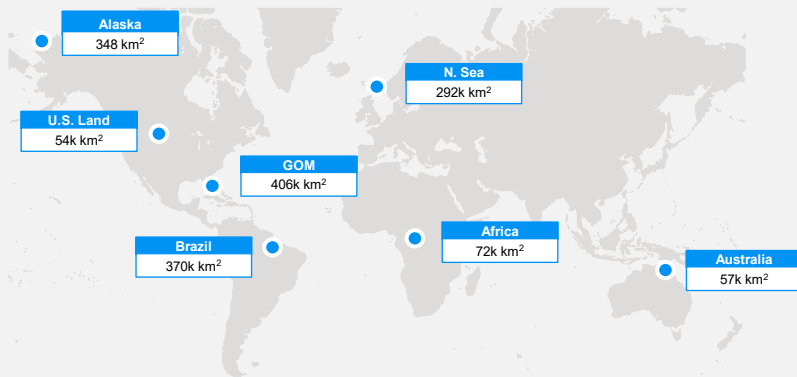 Alaska
348 km²
N. Sea
292k km²
U.S. Land
54k km²
GOM
406k km²
Africa
72k km²
Brazil
370k km²
Australia
57k km²